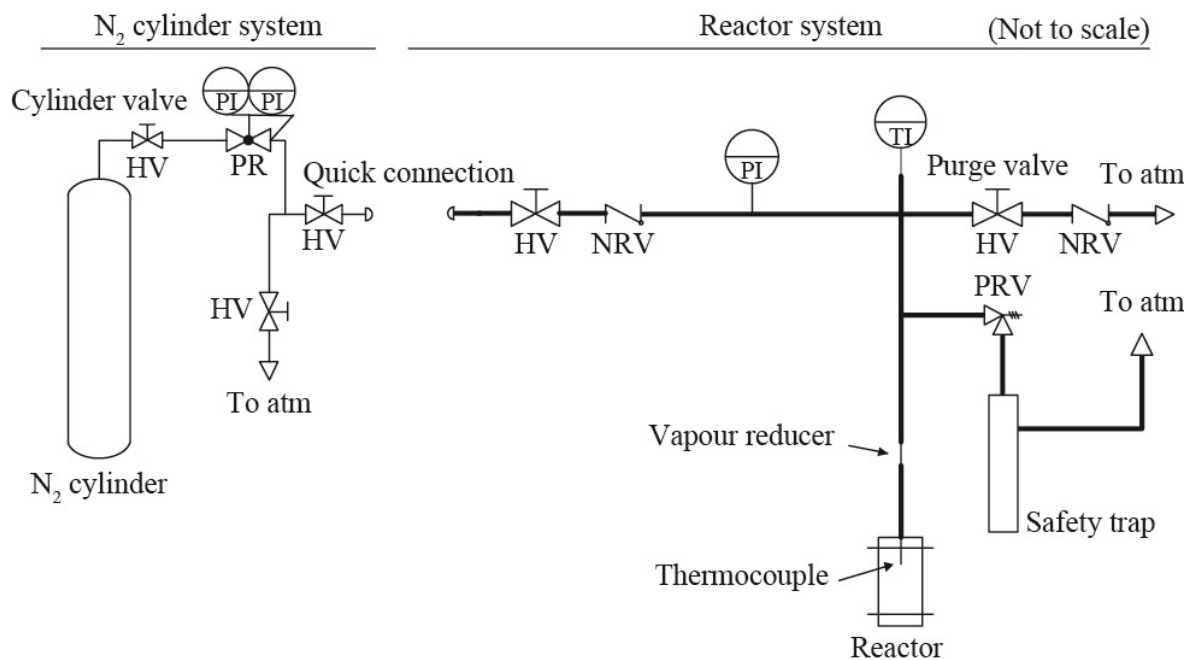 N₂ cylinder system
Reactor system
(Not to scale)
Cylinder valve
PI
PI
HV
PR
Quick connection
HV
HV
To atm
N₂ cylinder
TI
PI
Purge valve
To atm
HV
NRV
HV
NRV
PRV
To atm
Vapour reducer
Safety trap
Thermocouple
Reactor